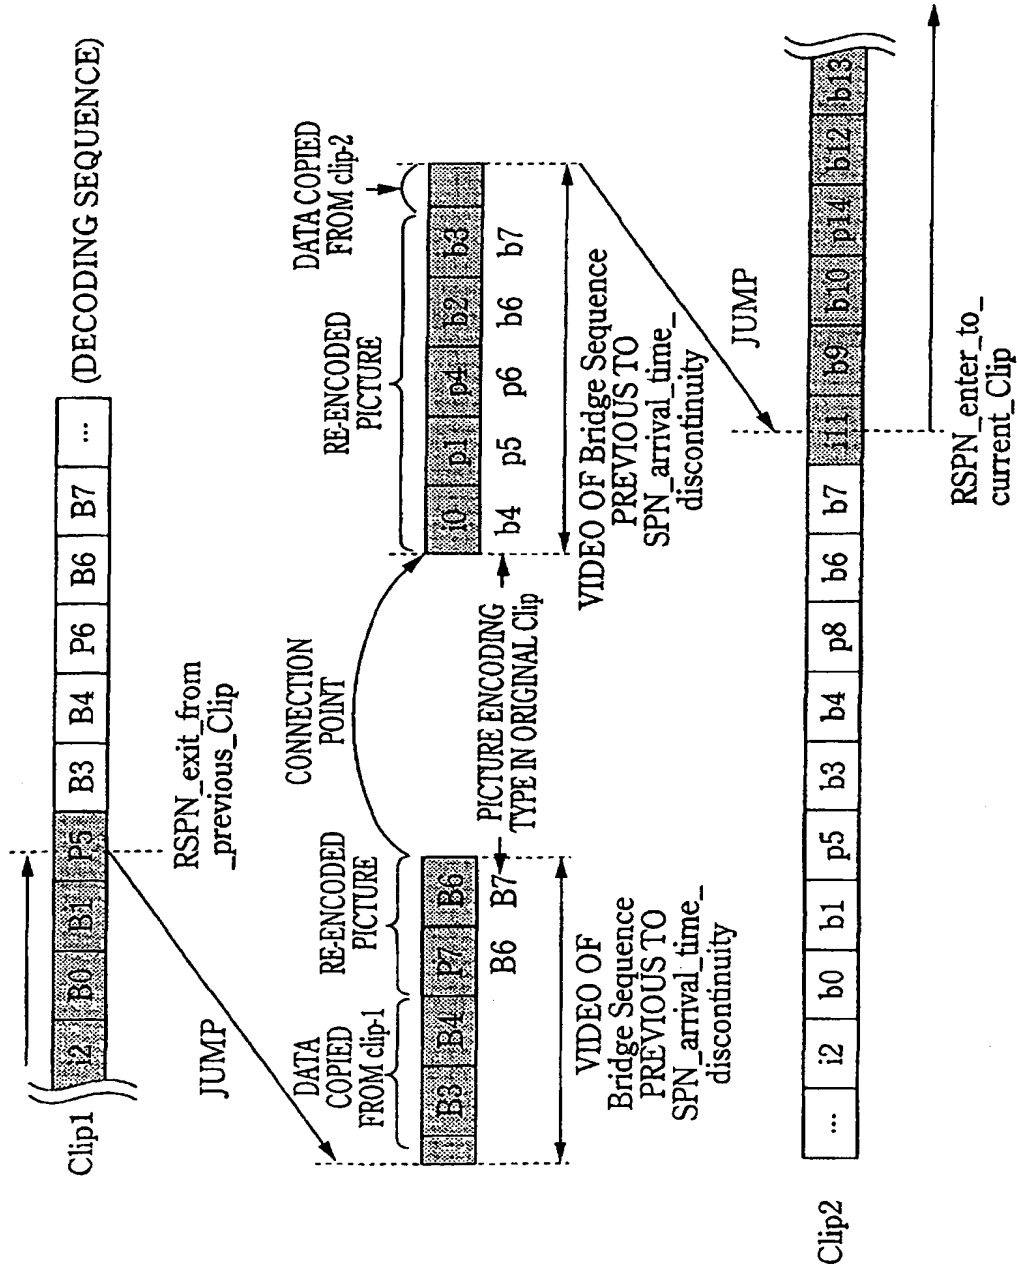 Clip1
i2 B0 B1 P5 B3 B4 P6 B6 B7 ...
(DECODING SEQUENCE)
JUMP
RSPN_exit_from
_previous_Clip
DATA
COPIED
FROM clip-1
RE-ENCODED
PICTURE
CONNECTION
POINT
RE-ENCODED
PICTURE
DATA COPIED
FROM clip-2
... B3 B4 P7 B6
i0 p1 p4 b2 b3
B6 B7
PICTURE ENCODING
TYPE IN ORIGINAL Clip
b4 p5 p6 b6 b7
VIDEO OF
Bridge Sequence
PREVIOUS TO
SPN_arrival_time_
discontinuity
VIDEO OF Bridge Sequence
PREVIOUS TO
SPN_arrival_time_
discontinuity
JUMP
Clip2
... i2 b0 b1 p5 b3 b4 p8 b6 b7 i11 b9 b10 p14 b12 b13
RSPN_enter_to_
current_Clip